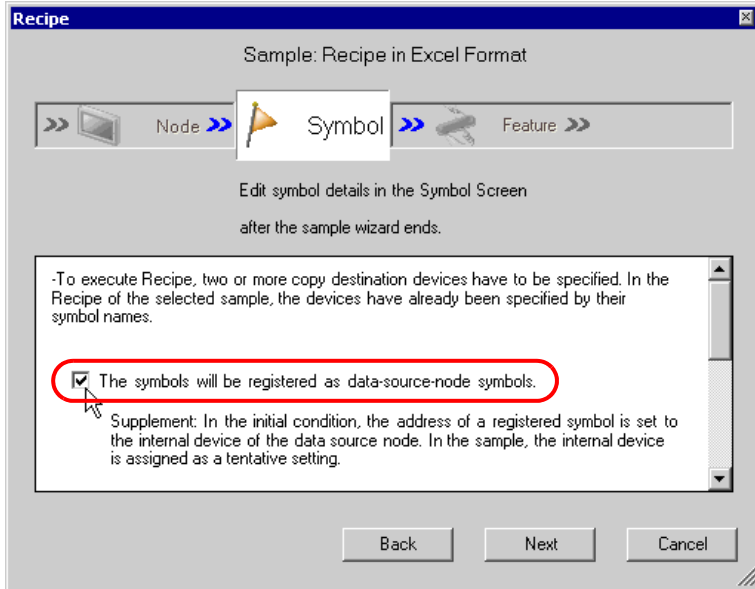 Recipe
Sample: Recipe in Excel Format
Node
Symbol
Feature
Edit symbol details in the Symbol Screen
after the sample wizard ends.
-To execute Recipe, two or more copy destination devices have to be specified. In the
Recipe of the selected sample, the devices have already been specified by their
symbol names.
The symbols will be registered as data-source-node symbols.
Supplement: In the initial condition, the address of a registered symbol is set to
the internal device of the data source node. In the sample, the internal device
is assigned as a tentative setting.
Back
Next
Cancel